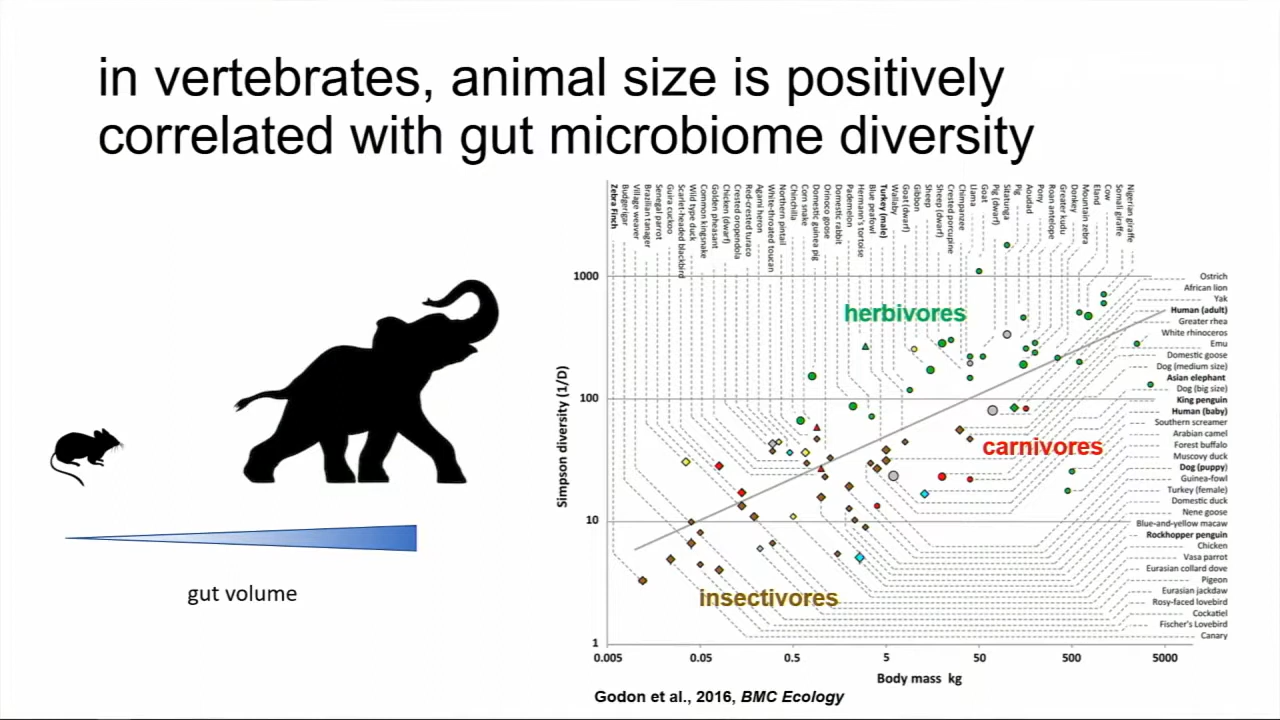 in vertebrates, animal size is positively
correlated with gut microbiome diversity
Zebra Finch
Budgerigar
Village weaver
Brazilian tanager
Senegal parrot
Guira cuckoo
Scarlet-headed blackbird
Wild type duck
Common kingsnake
Golden pheasant
Chicken (dwarf)
Crested oropendola
Red-crested turaco
Agami heron
White-throated toucan
Northern pintail
Chinchilla
Corn snake
Domestic guinea pig
Orinoco goose
Domestic rabbit
Pademelon
Hermann's tortoise
Blue peafowl
Turkey (male)
Wallaby
Goat (dwarf)
Gibbon
Sheep
Sheep (dwarf)
Crested porcupine
Chimpanzee
Llama
Goat
Pig (dwarf)
Sitatunga
Pig
Aoudad
Pony
Roan antelope
Greater kudu
Donkey
Mountain zebra
Eland
Cow
Somali giraffe
Nigerian giraffe
1000
100
10
1
Simpson diversity (1/D)
herbivores
carnivores
insectivores
Ostrich
African lion
Yak
Human (adult)
Greater rhea
White rhinoceros
Emu
Domestic goose
Dog (medium size)
Asian elephant
Dog (big size)
King penguin
Human (baby)
Southern screamer
Arabian camel
Forest buffalo
Muscovy duck
Dog (puppy)
Guinea-fowl
Turkey (female)
Domestic duck
Nene goose
Blue-and-yellow macaw
Rockhopper penguin
Chicken
Vasa parrot
Eurasian collard dove
Pigeon
Eurasian jackdaw
Rosy-faced lovebird
Cockatiel
Fischer's Lovebird
Canary
0.005 0.05 0.5 5 50 500 5000
Body mass kg
gut volume
Godon et al., 2016, BMC Ecology